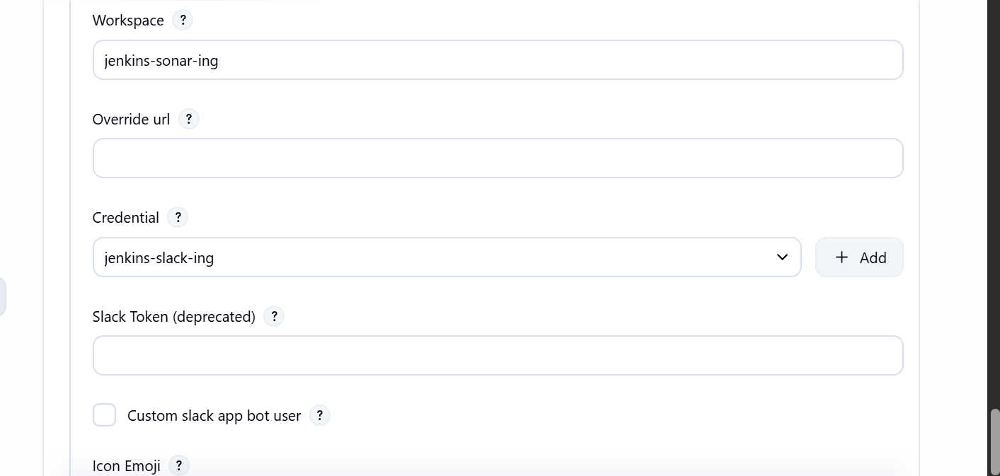 Workspace ?
jenkins-sonar-ing
Override url ?
Credential ?
jenkins-slack-ing
+ Add
Slack Token (deprecated) ?
Custom slack app bot user ?
Icon Emoji ?